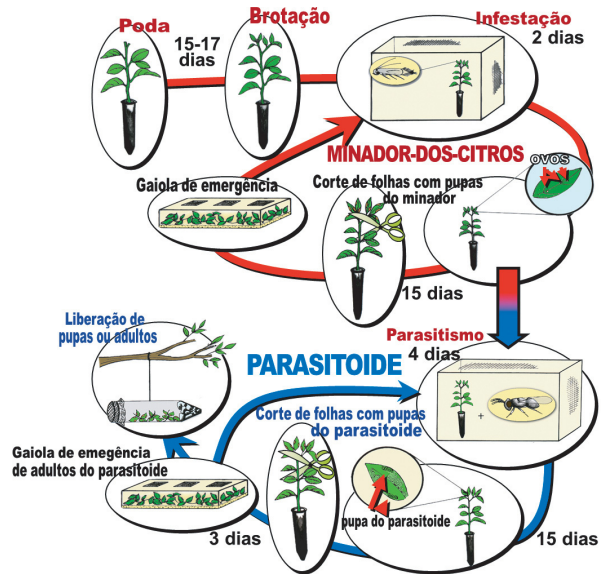 Poda
15-17
dias
Brotação
Infestação
2 dias
MINADOR-DOS-CITROS
ovos
Gaiola de emergência
Corte de folhas com pupas
do minador
15 dias
Parasitismo
4 dias
Liberação de
pupas ou adultos
PARASITOIDE
Corte de folhas com pupas
do parasitoide
+
Gaiola de emegência
de adultos do parasitoide
3 dias
pupa do parasitoide
15 dias